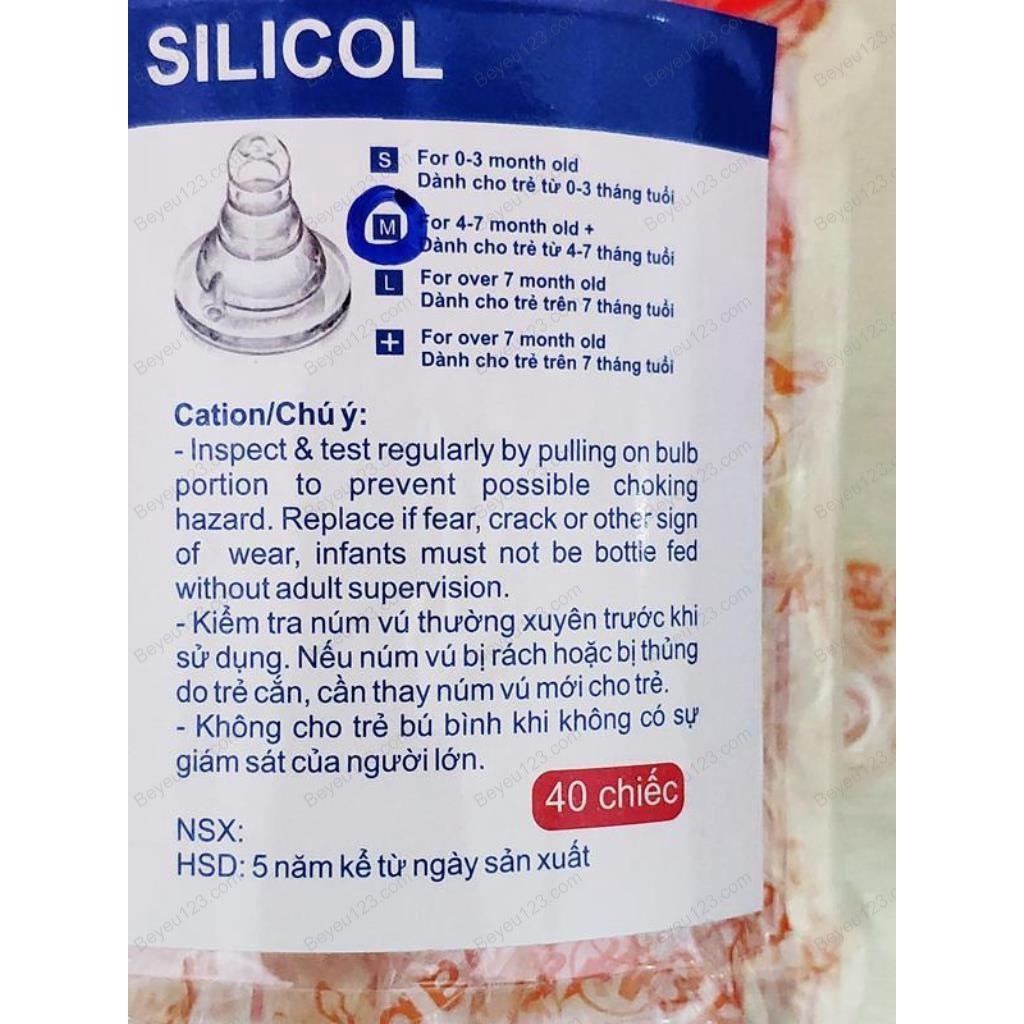 SILICOL
S For 0-3 month old
Dành cho trẻ từ 0-3 tháng tuổi
M For 4-7 month old +
Dành cho trẻ từ 4-7 tháng tuổi
L For over 7 month old
Dành cho trẻ trên 7 tháng tuổi
+ For over 7 month old
Dành cho trẻ trên 7 tháng tuổi
Cation/Chú ý:
- Inspect & test regularly by pulling on bulb
portion to prevent possible choking
hazard. Replace if fear, crack or other sign
of wear, infants must not be bottle fed
without adult supervision.
- Kiểm tra núm vú thường xuyên trước khi
sử dụng. Nếu núm vú bị rách hoặc bị thủng
do trẻ cắn, cần thay núm vú mới cho trẻ.
- Không cho trẻ bú bình khi không có sự
giám sát của người lớn.
40 chiếc
NSX:
HSD: 5 năm kể từ ngày sản xuất
Beyeu123.com